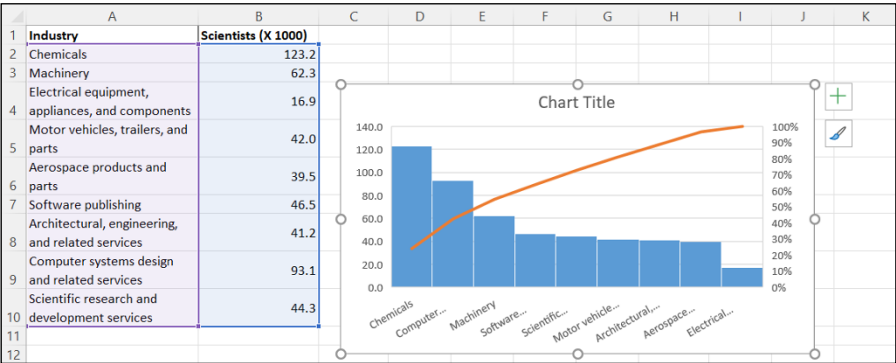 A B C D E F G H I J K
1 Industry Scientists (X 1000)
2 Chemicals 123.2
3 Machinery 62.3
Electrical equipment,
4 appliances, and components 16.9
Motor vehicles, trailers, and
5 parts 42.0
Aerospace products and
6 parts 39.5
7 Software publishing 46.5
Architectural, engineering,
8 and related services 41.2
Computer systems design
9 and related services 93.1
Scientific research and
10 development services 44.3
11
12
Chart Title
140.0
120.0
100.0
80.0
60.0
40.0
20.0
0.0
100%
90%
80%
70%
60%
50%
40%
30%
20%
10%
0%
Chemicals
Computer...
Machinery
Software...
Scientific...
Motor vehicle...
Architectural,...
Aerospace...
Electrical...